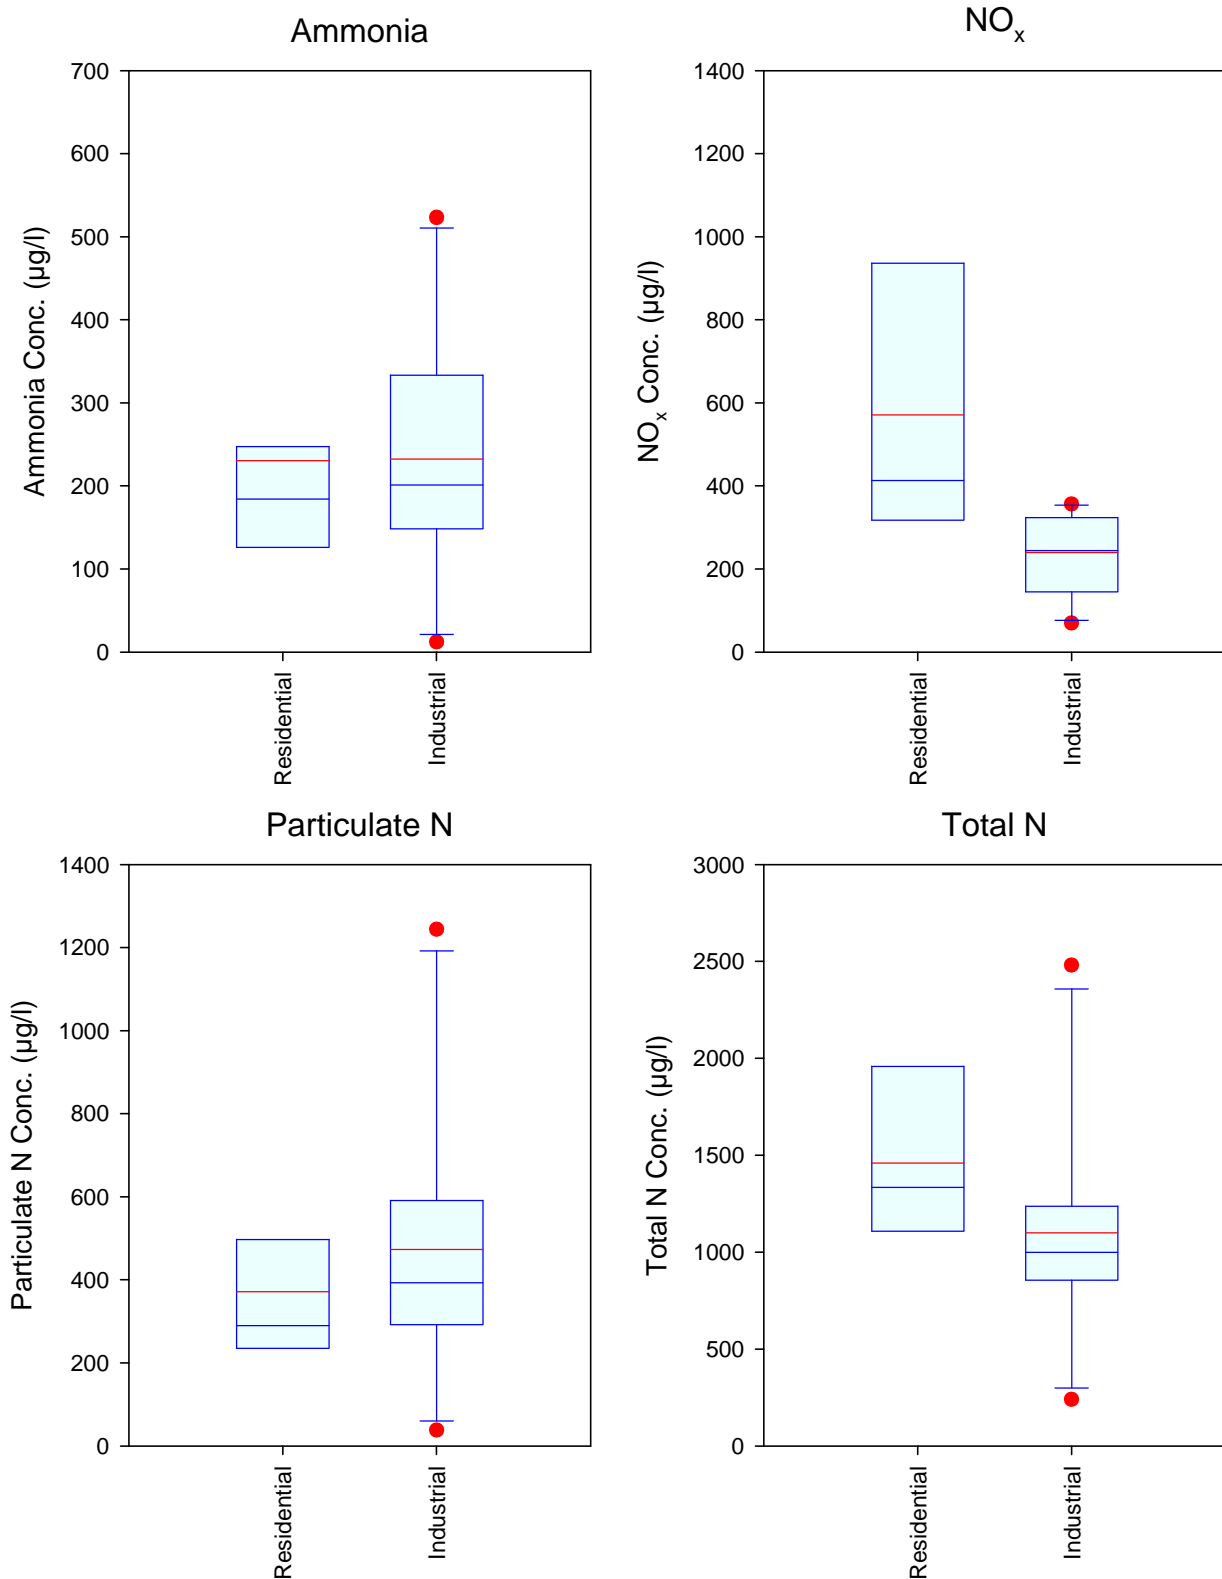 Ammonia
700
600
500
400
300
200
100
0
Ammonia Conc. (µg/l)
Residential
Industrial
NOx
1400
1200
1000
800
600
400
200
0
NOx Conc. (µg/l)
Residential
Industrial
Particulate N
1400
1200
1000
800
600
400
200
0
Particulate N Conc. (µg/l)
Residential
Industrial
Total N
3000
2500
2000
1500
1000
500
0
Total N Conc. (µg/l)
Residential
Industrial